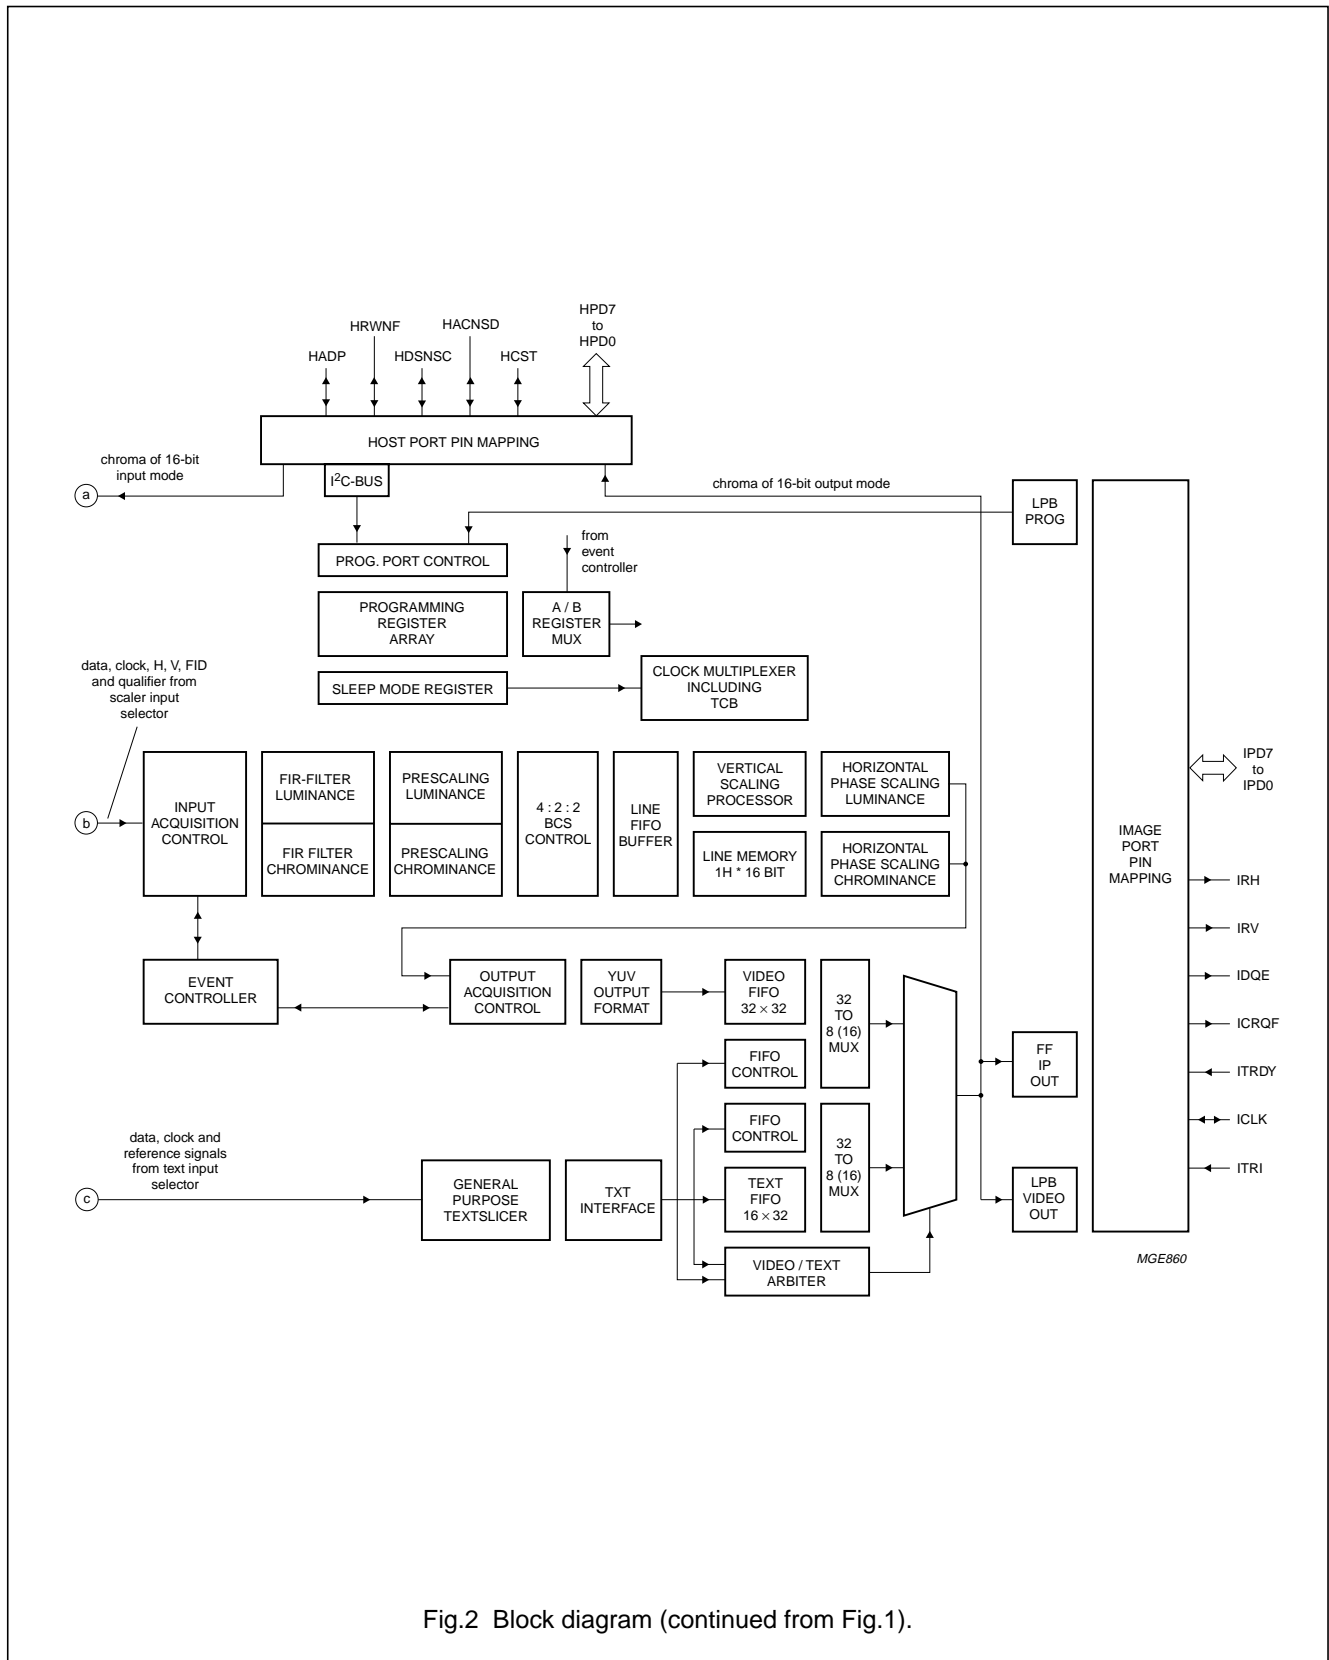 HPD7
to
HPD0
HRWNF
HACNSD
HADP
HDSNSC
HCST
HOST PORT PIN MAPPING
chroma of 16-bit
input mode
a
I2C-BUS
chroma of 16-bit output mode
LPB
PROG
from
event
controller
PROG. PORT CONTROL
PROGRAMMING
REGISTER
ARRAY
A / B
REGISTER
MUX
SLEEP MODE REGISTER
CLOCK MULTIPLEXER
INCLUDING
TCB
data, clock, H, V, FID
and qualifier from
scaler input
selector
b
INPUT
ACQUISITION
CONTROL
FIR-FILTER
LUMINANCE
FIR FILTER
CHROMINANCE
PRESCALING
LUMINANCE
PRESCALING
CHROMINANCE
4 : 2 : 2
BCS
CONTROL
LINE
FIFO
BUFFER
VERTICAL
SCALING
PROCESSOR
LINE MEMORY
1H * 16 BIT
HORIZONTAL
PHASE SCALING
LUMINANCE
HORIZONTAL
PHASE SCALING
CHROMINANCE
IMAGE
PORT
PIN
MAPPING
IPD7
to
IPD0
IRH
IRV
IDQE
ICRQF
ITRDY
ICLK
ITRI
EVENT
CONTROLLER
OUTPUT
ACQUISITION
CONTROL
YUV
OUTPUT
FORMAT
VIDEO
FIFO
32 × 32
32
TO
8 (16)
MUX
FIFO
CONTROL
FF
IP
OUT
FIFO
CONTROL
32
TO
8 (16)
MUX
data, clock and
reference signals
from text input
selector
c
GENERAL
PURPOSE
TEXTSLICER
TXT
INTERFACE
TEXT
FIFO
16 × 32
LPB
VIDEO
OUT
VIDEO / TEXT
ARBITER
MGE860
Fig.2 Block diagram (continued from Fig.1).